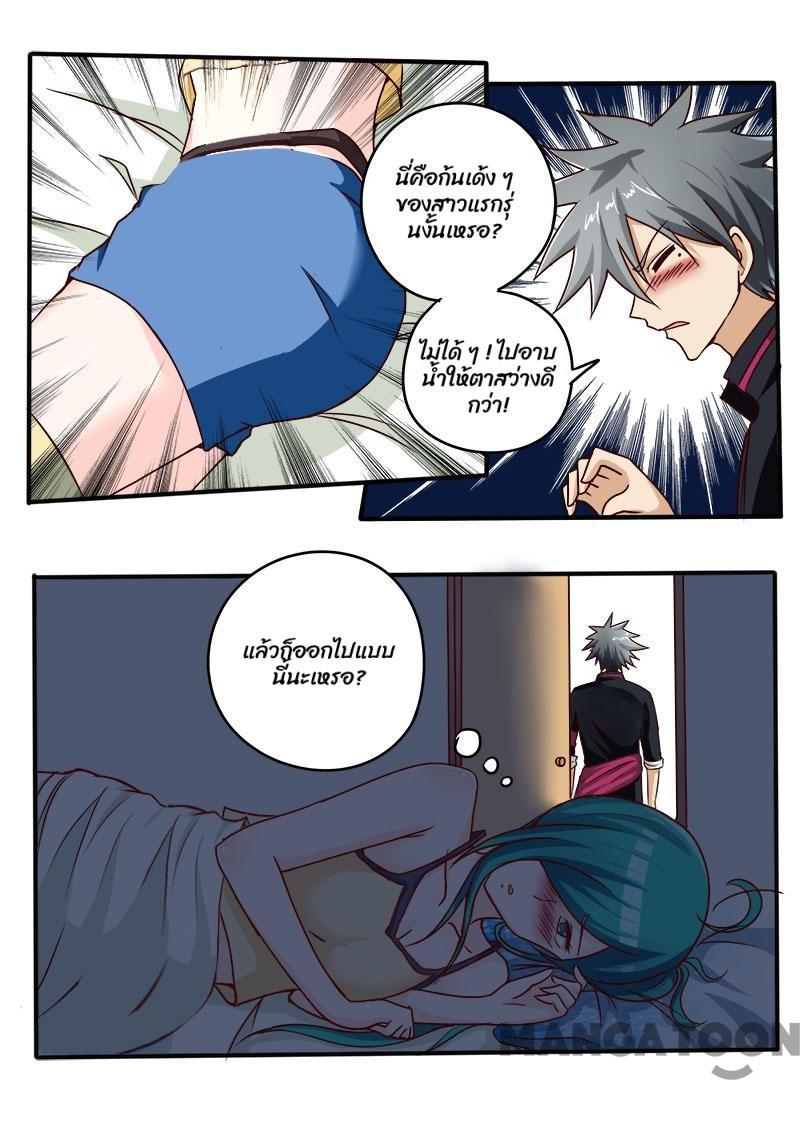 นี่คือก้นเด้ง ๆ
ของสาวแรกรุ่
นงั้นเหรอ?
ไม่ได้ ๆ ! ไปอาบ
น้ำให้ตาสว่างดี
กว่า!
แล้วก็ออกไปแบบ
นี้นะเหรอ?
MANGATOON